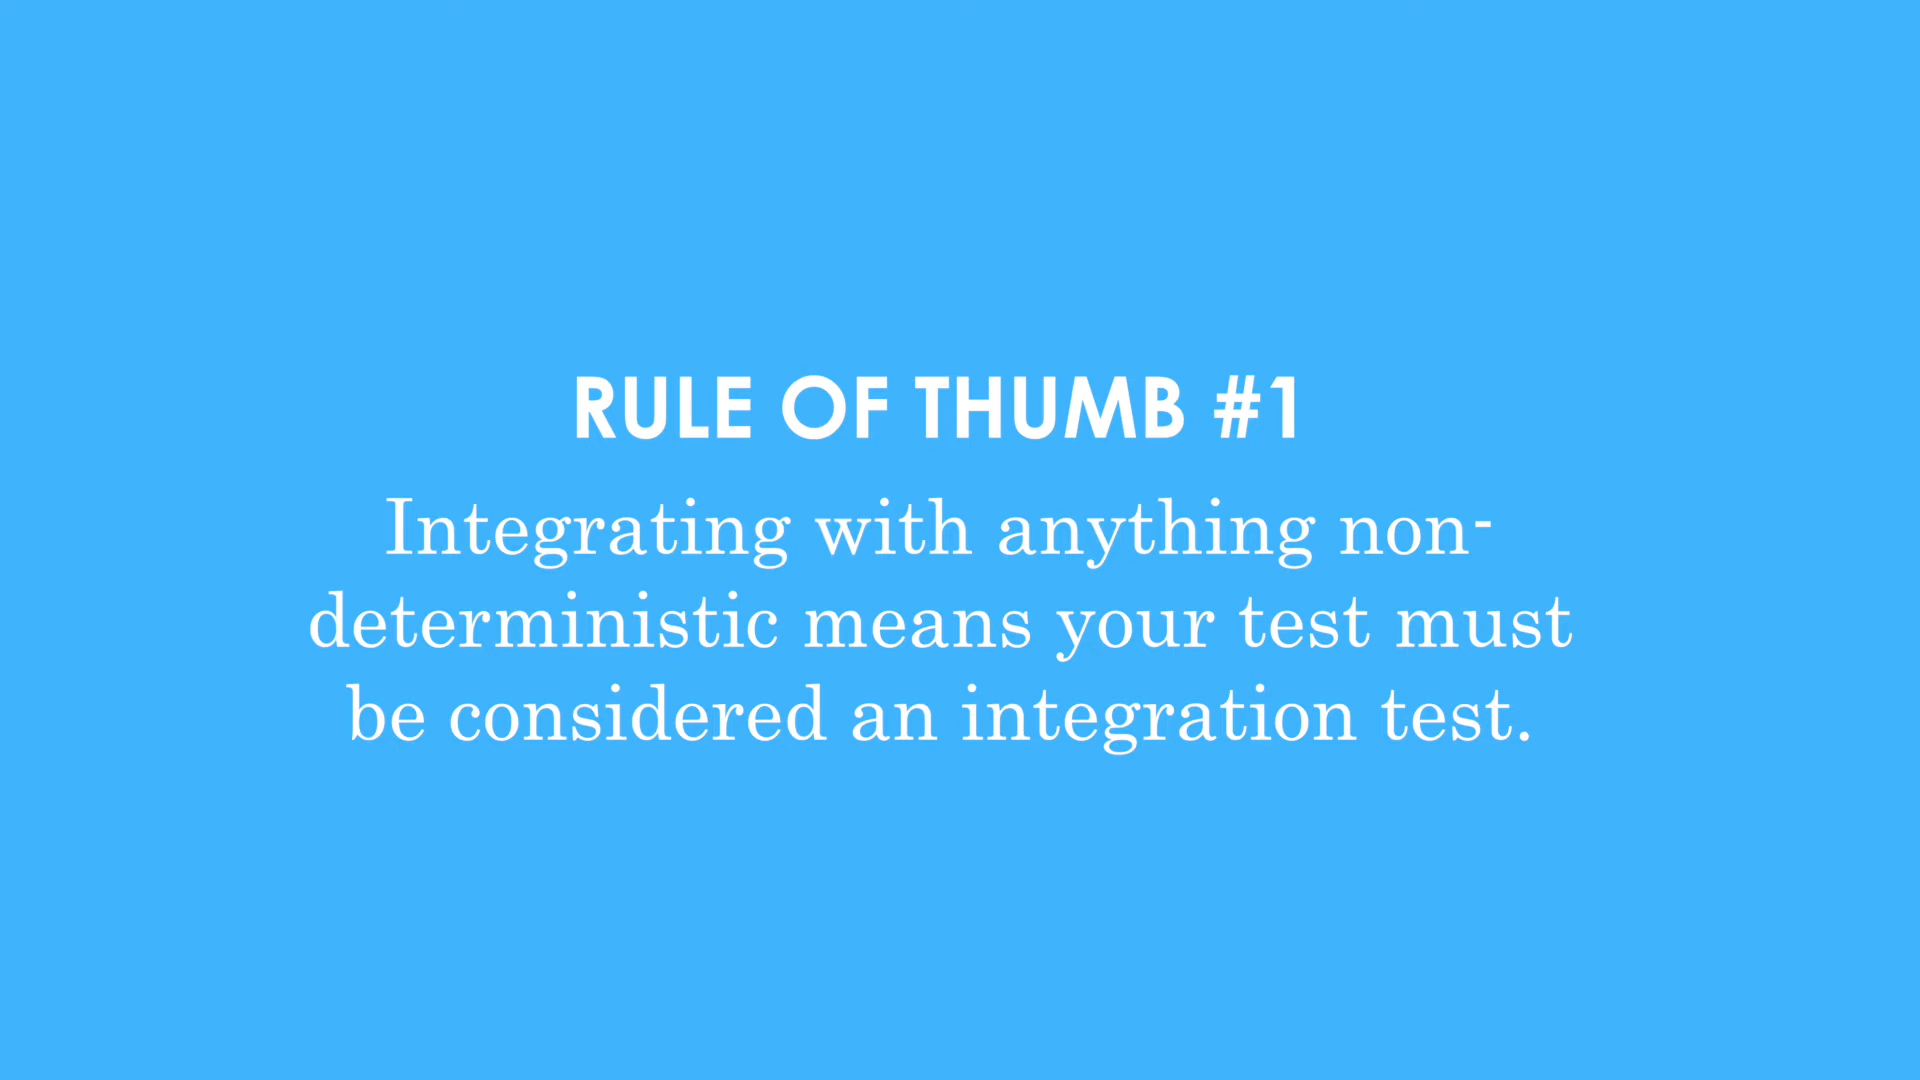 RULE OF THUMB #1
Integrating with anything non-
deterministic means your test must
be considered an integration test.